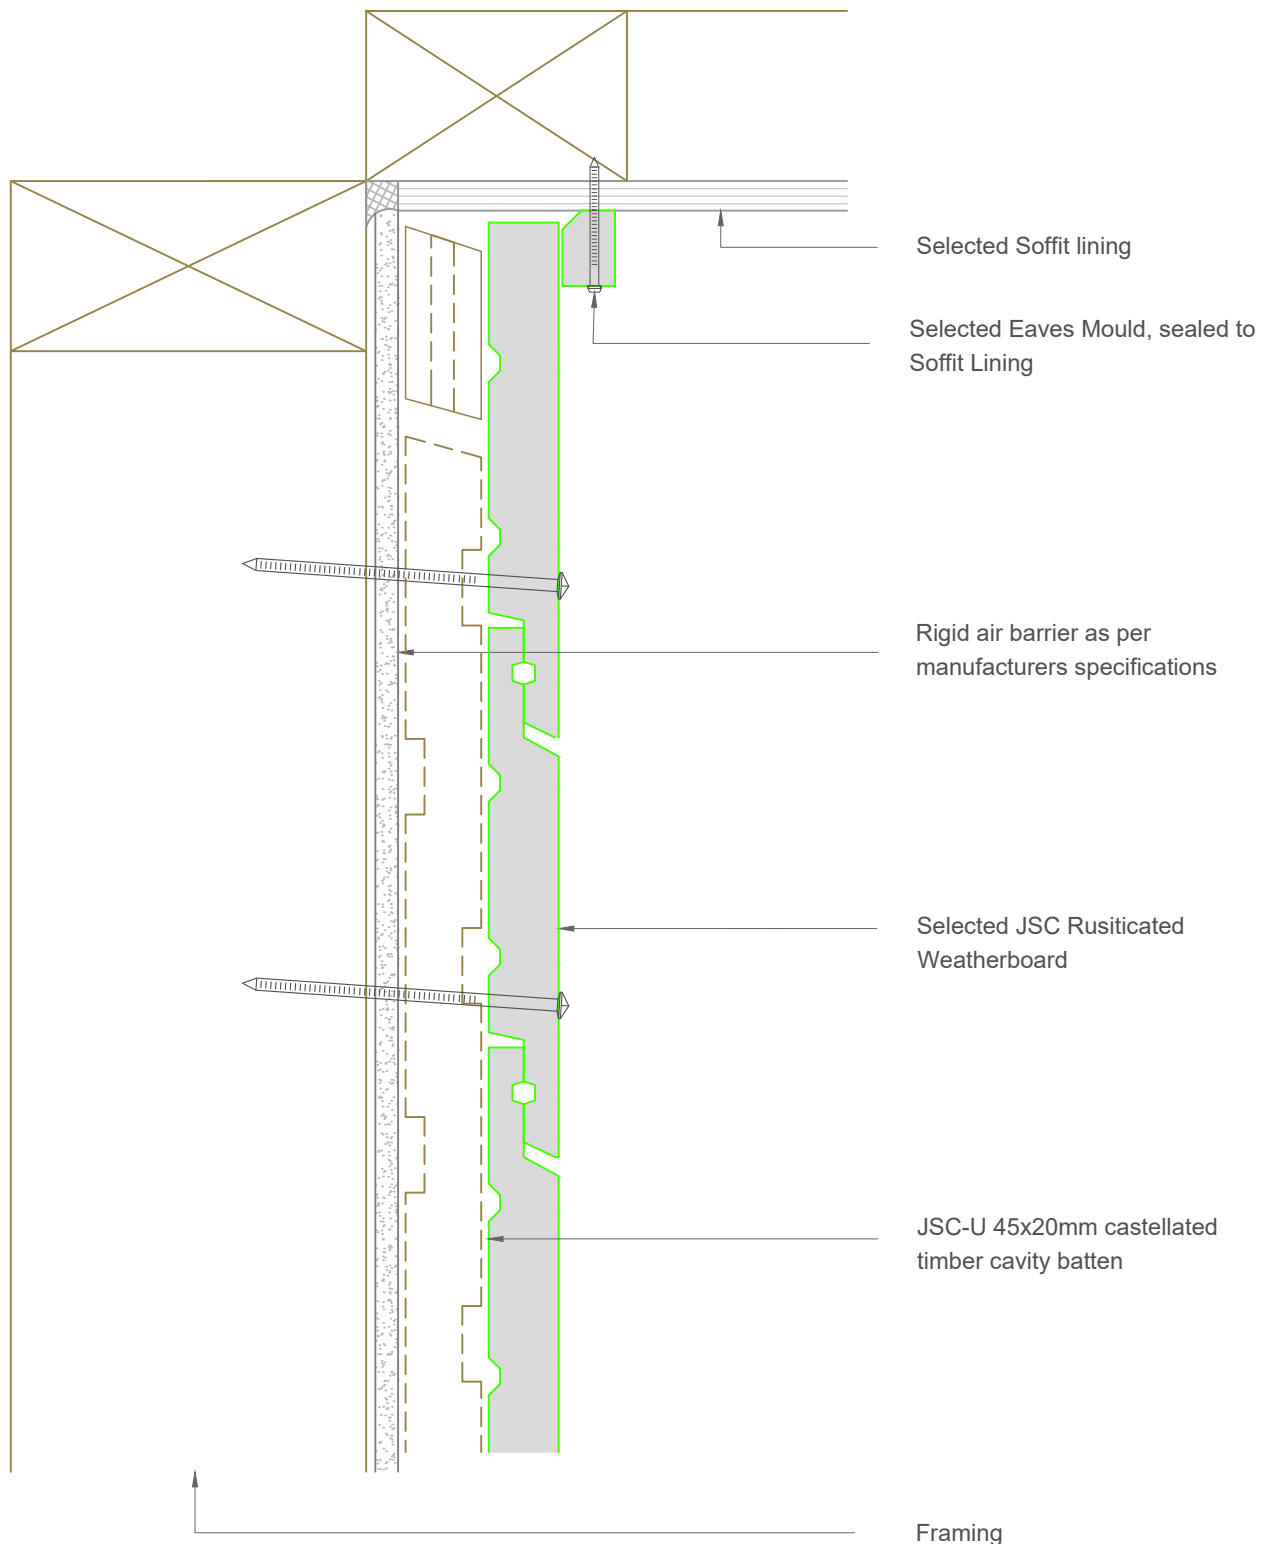 Selected Soffit lining
Selected Eaves Mould, sealed to
Soffit Lining
Rigid air barrier as per
manufacturers specifications
Selected JSC Rusiticated
Weatherboard
JSC-U 45x20mm castellated
timber cavity batten
Framing